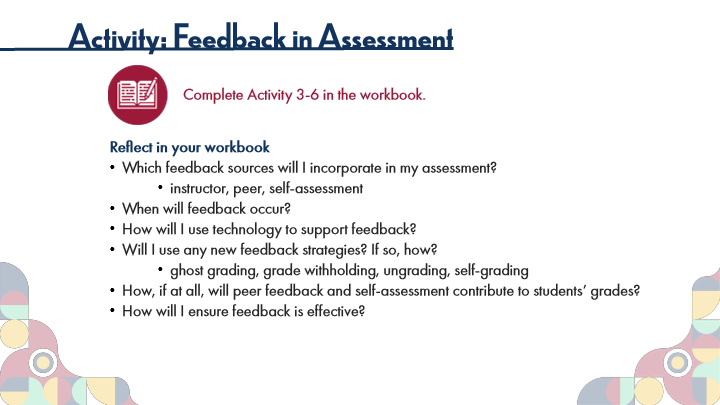 Activity: Feedback in Assessment
Complete Activity 3-6 in the workbook.
Reflect in your workbook
• Which feedback sources will I incorporate in my assessment?
• instructor, peer, self-assessment
• When will feedback occur?
• How will I use technology to support feedback?
• Will I use any new feedback strategies? If so, how?
• ghost grading, grade withholding, ungrading, self-grading
• How, if at all, will peer feedback and self-assessment contribute to students’ grades?
• How will I ensure feedback is effective?